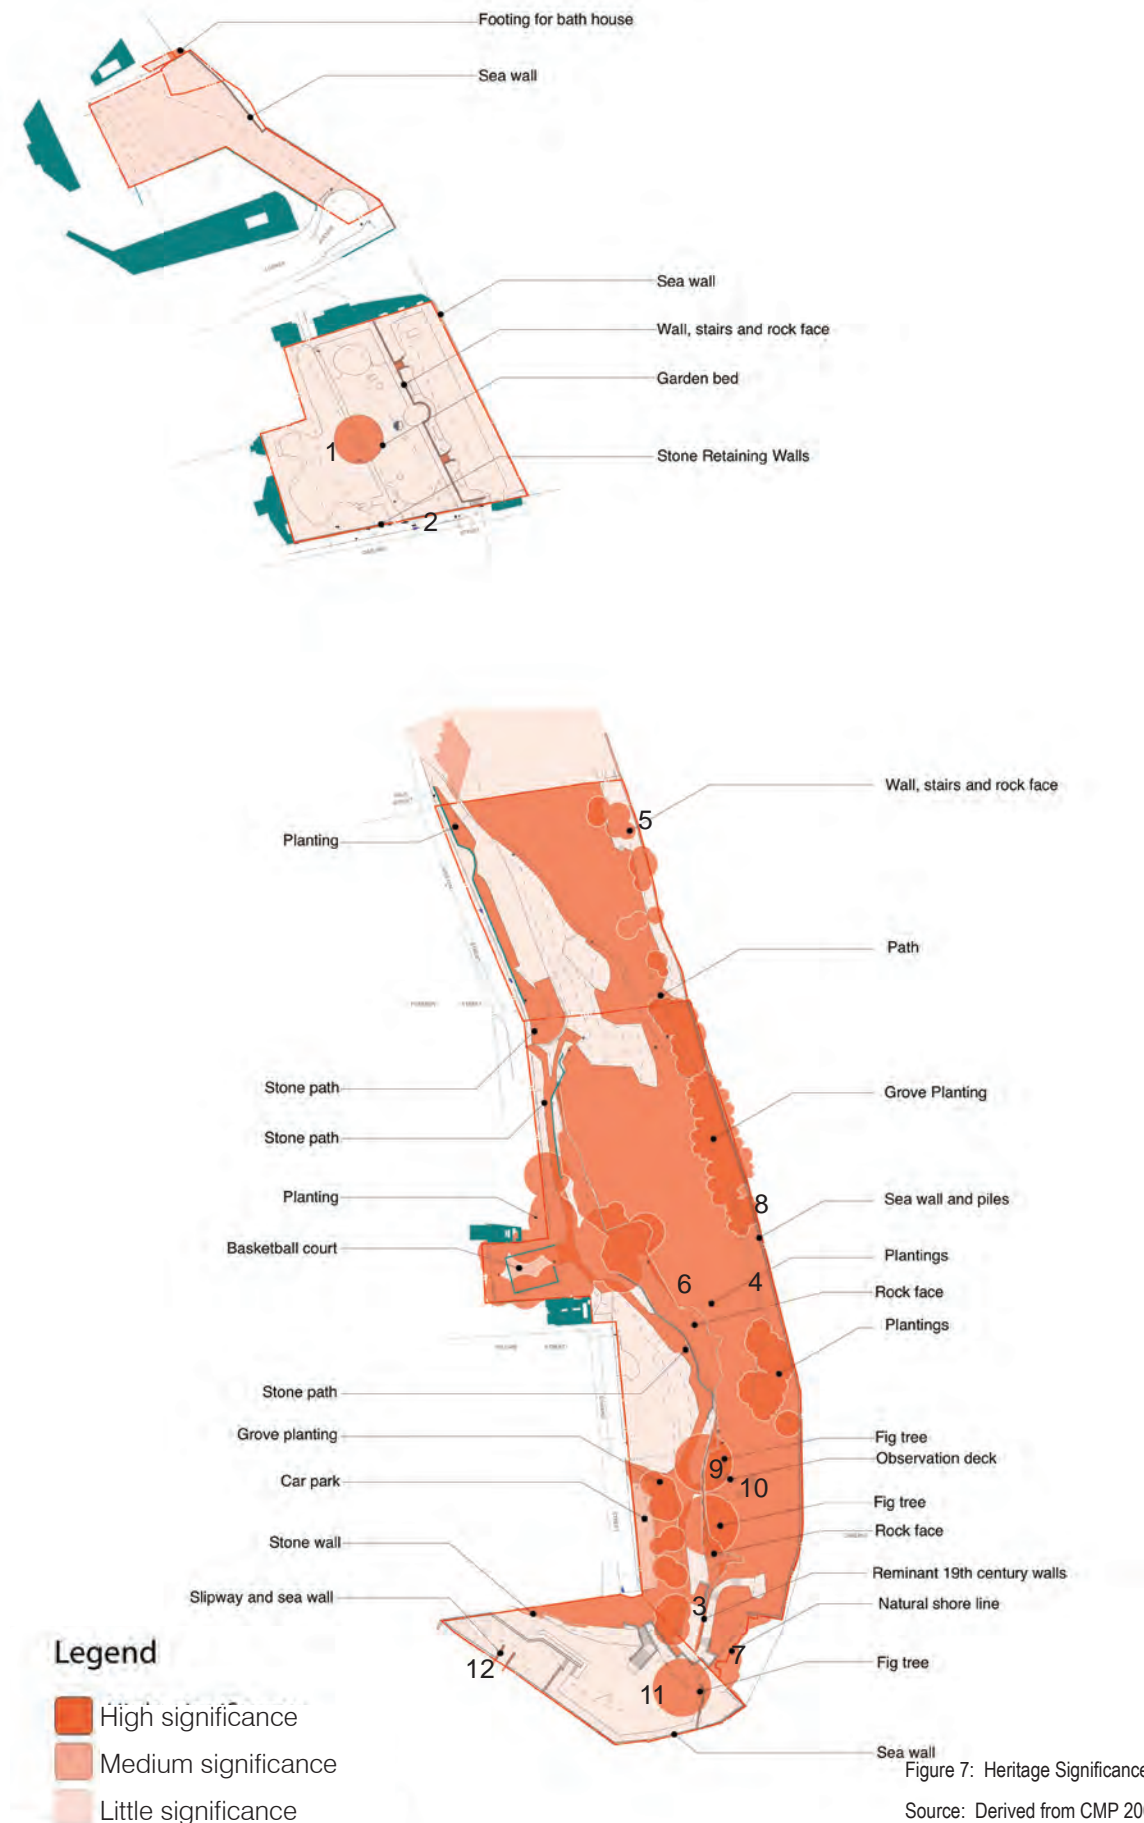 Footing for bath house
Sea wall
Sea wall
Wall, stairs and rock face
Garden bed
1
Stone Retaining Walls
2
STREET
Wall, stairs and rock face
5
Planting
Path
Stone path
Grove Planting
Stone path
Planting
8
Sea wall and piles
Basketball court
Plantings
6
4
Rock face
Plantings
Stone path
Grove planting
Fig tree
9
Observation deck
Car park
10
Fig tree
Rock face
Stone wall
Reminant 19th century walls
Slipway and sea wall
3
Natural shore line
7
12
Fig tree
11
Sea wall
Legend
High significance
Medium significance
Little significance
Figure 7: Heritage Significance
Source: Derived from CMP 20